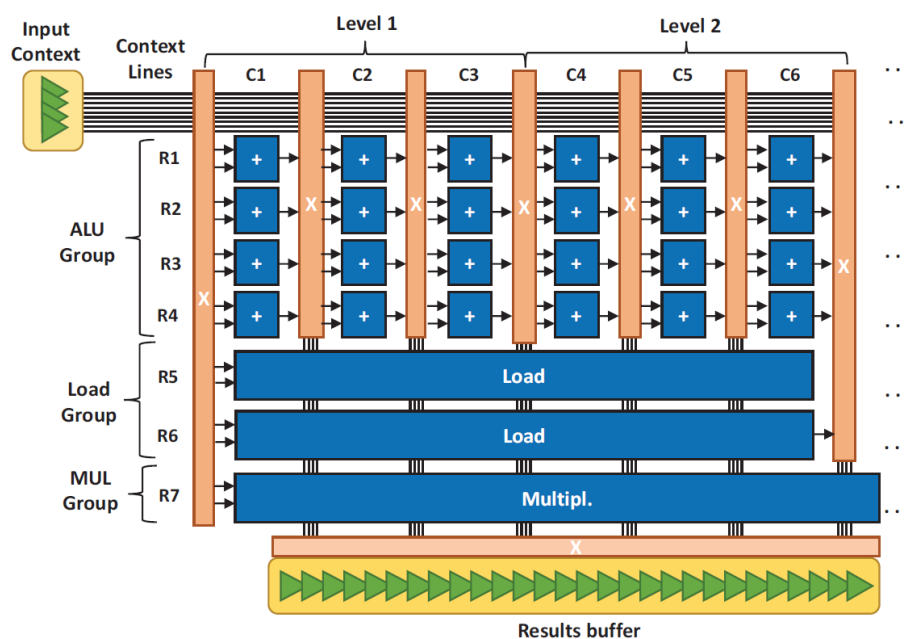 Input
Context
Context
Lines
Level 1
Level 2
C1
C2
C3
C4
C5
C6
. .
. .
R1
+ + + + + +
. .
ALU
Group
R2
X + X + X + X + X + X +
R3
+ + + + + +
X
. .
R4
X
+ + + + + +
. .
Load
Group
R5
Load
. .
R6
Load
. .
MUL
Group
R7
Multipl.
. .
X
Results buffer